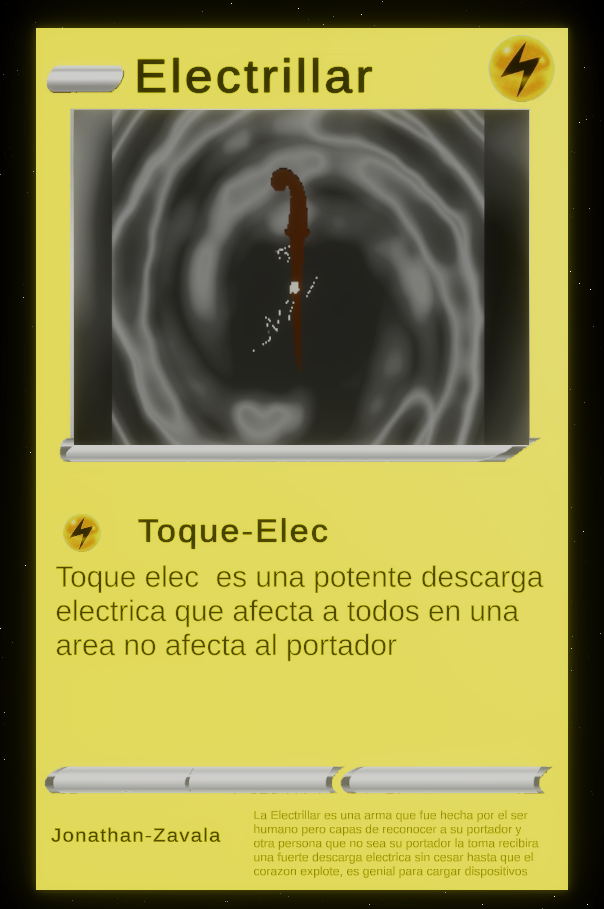 Electrillar
Toque-Elec
Toque elec es una potente descarga
electrica que afecta a todos en una
area no afecta al portador
Jonathan-Zavala
La Electrillar es una arma que fue hecha por el ser
humano pero capas de reconocer a su portador y
otra persona que no sea su portador la toma recibira
una fuerte descarga electrica sin cesar hasta que el
corazon explote, es genial para cargar dispositivos